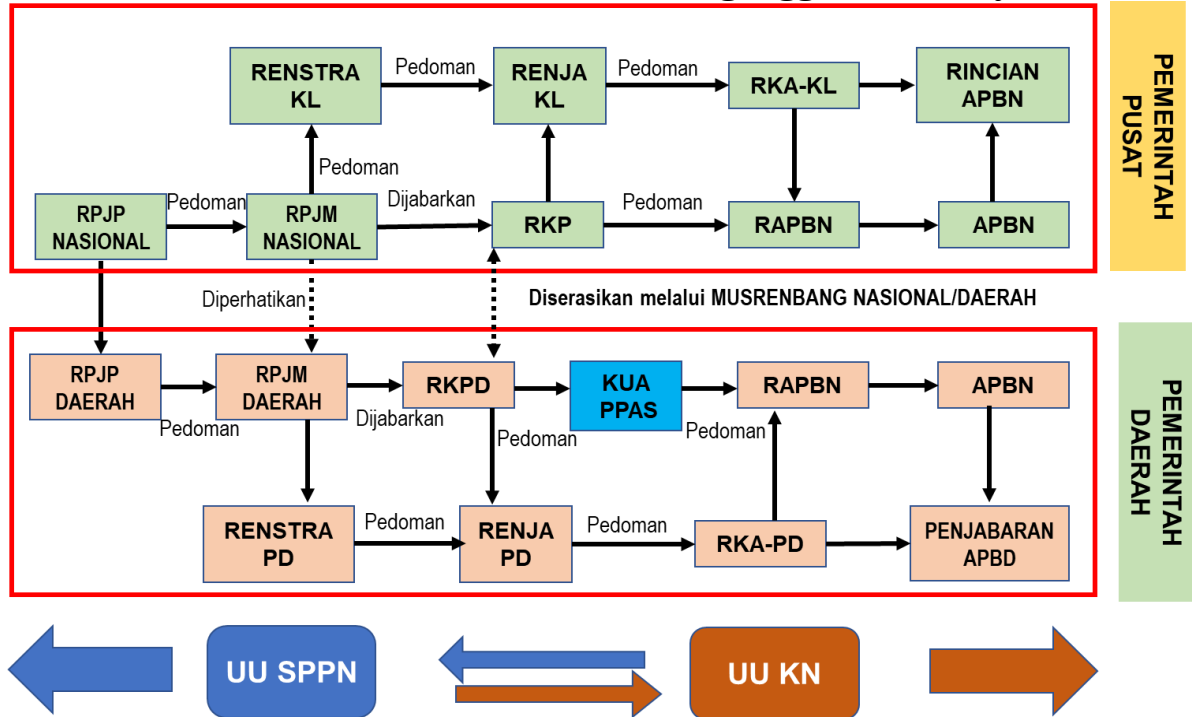 RENSTRA
KL
Pedoman
RENJA
KL
Pedoman
RKA-KL
RINCIAN
APBN
PEMERINTAH
PUSAT
Pedoman
RPJP
NASIONAL
Pedoman
RPJM
NASIONAL
Dijabarkan
RKP
Pedoman
RAPBN
APBN
Diperhatikan
Diserasikan melalui MUSRENBANG NASIONAL/DAERAH
RPJP
DAERAH
Pedoman
RPJM
DAERAH
Dijabarkan
RKPD
Pedoman
KUA
PPAS
Pedoman
RAPBN
APBN
PEMERINTAH
DAERAH
RENSTRA
PD
Pedoman
RENJA
PD
Pedoman
RKA-PD
PENJABARAN
APBD
UU SPPN
UU KN